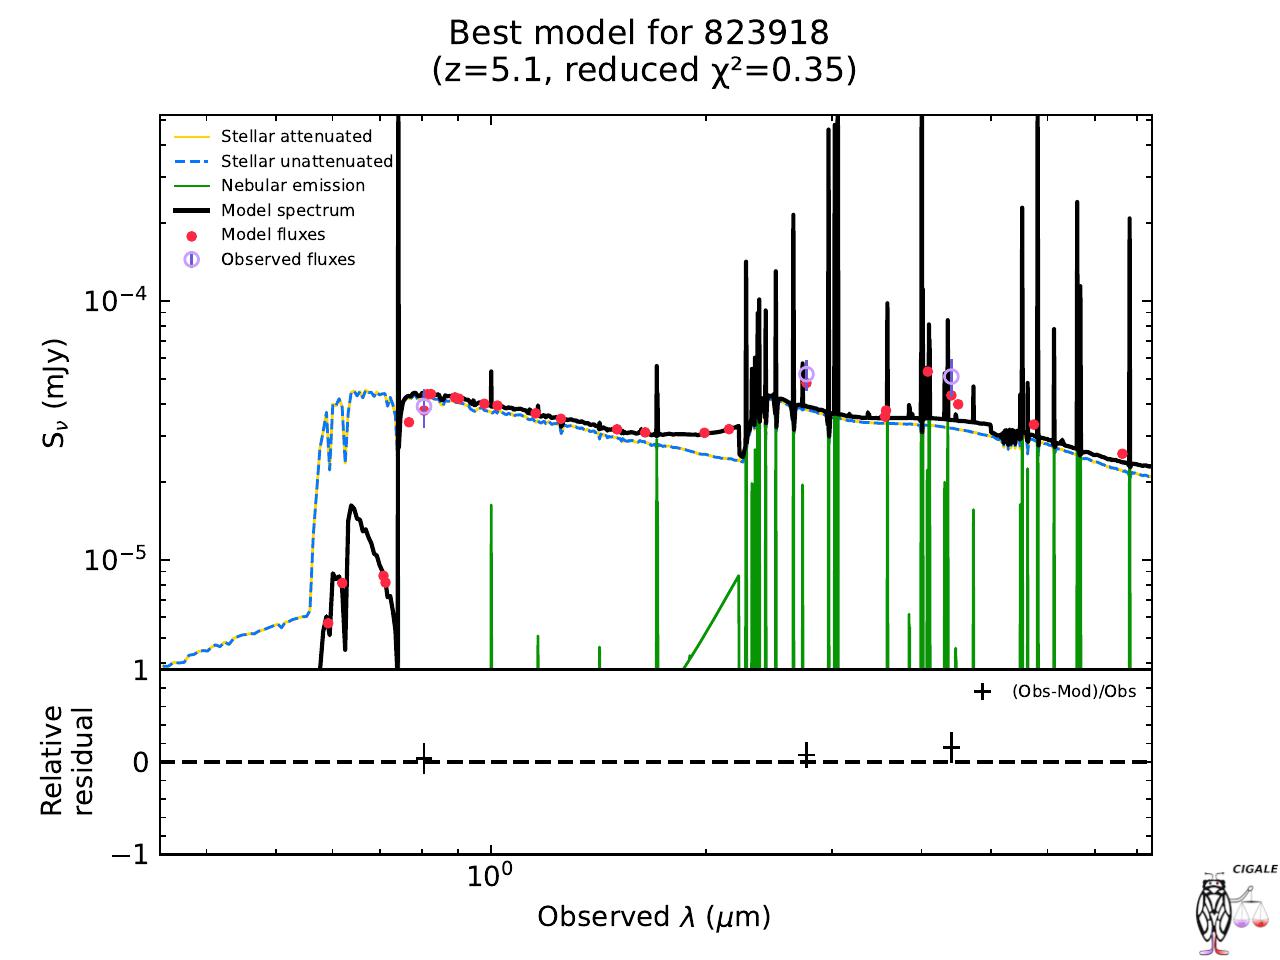 Best model for 823918
(z=5.1, reduced χ²=0.35)
Stellar attenuated
Stellar unattenuated
Nebular emission
Model spectrum
Model fluxes
Observed fluxes
10⁻⁴
10⁻⁵
S_ν (mJy)
1
0
−1
Relative
residual
(Obs-Mod)/Obs
10⁰
Observed λ (μm)
CIGALE